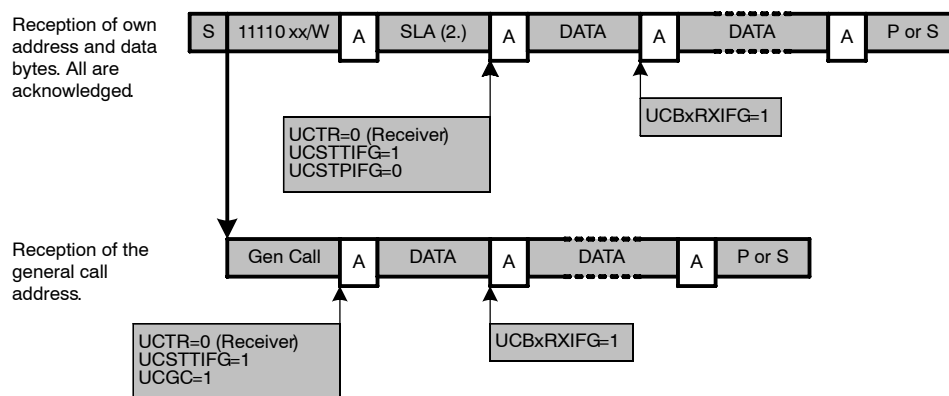 Reception of own
address and data
bytes. All are
acknowledged.
S 11110 xx/W A SLA (2.) A DATA A DATA A P or S
UCTR=0 (Receiver)
UCSTTIFG=1
UCSTPIFG=0
UCBxRXIFG=1
Reception of the
general call
address.
Gen Call A DATA A DATA A P or S
UCTR=0 (Receiver)
UCSTTIFG=1
UCGC=1
UCBxRXIFG=1